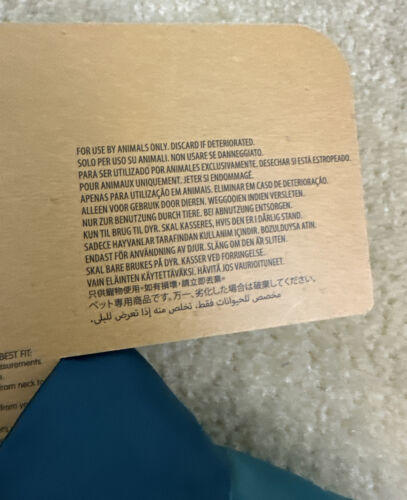 FOR USE BY ANIMALS ONLY. DISCARD IF DETERIORATED.
SOLO PER USO SU ANIMALI. NON USARE SE DANNEGGIATO.
PARA SER UTILIZADO POR ANIMALES EXCLUSIVAMENTE. DESECHAR SI ESTÁ ESTROPEADO.
POUR ANIMAUX UNIQUEMENT. JETER SI ENDOMMAGÉ.
APENAS PARA UTILIZAÇÃO EM ANIMAIS. ELIMINAR EM CASO DE DETERIORAÇÃO.
ALLEEN VOOR GEBRUIK DOOR DIEREN. WEGGOOIEN INDIEN VERSLETEN.
NUR ZUR BENUTZUNG DURCH TIERE. BEI ABNUTZUNG ENTSORGEN.
KUN TIL BRUG TIL DYR. SKAL KASSERES, HVIS DEN ER I DÅRLIG STAND.
SADECE HAYVANLAR TARAFINDAN KULLANIM İÇİNDİR. BOZULDUYSA ATIN.
ENDAST FÖR ANVÄNDNING AV DJUR. SLÄNG OM DEN ÄR SLITEN.
SKAL BARE BRUKES PÅ DYR. KASSER VED FORRINGELSE.
VAIN ELÄINTEN KÄYTETTÄVÄKSI. HÄVITÄ JOS VAURIOITUNEET.
只供寵物使用。如有損壞，請立即丟棄。
ペット専用商品です。万一、劣化した場合は破棄してください。
مخصص للحيوانات فقط، تخلص منه إذا تعرض للبلى.
BEST FIT:
measurements.
from neck to
from you